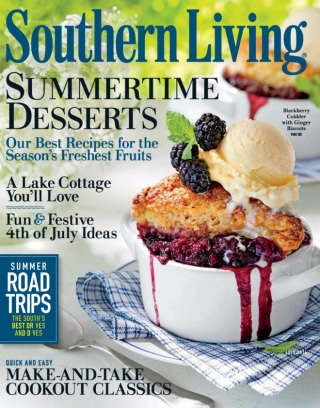 Southern Living
SUMMERTIME
DESSERTS
Our Best Recipes for the
Season's Freshest Fruits
Blackberry
Cobbler
with Ginger
Biscuits
A Lake Cottage
You'll Love
Fun & Festive
4th of July Ideas
SUMMER
ROAD
TRIPS
THE SOUTH'S
BEST DR VES
AND D VES
QUICK AND EASY
MAKE-AND-TAKE
COOKOUT CLASSICS